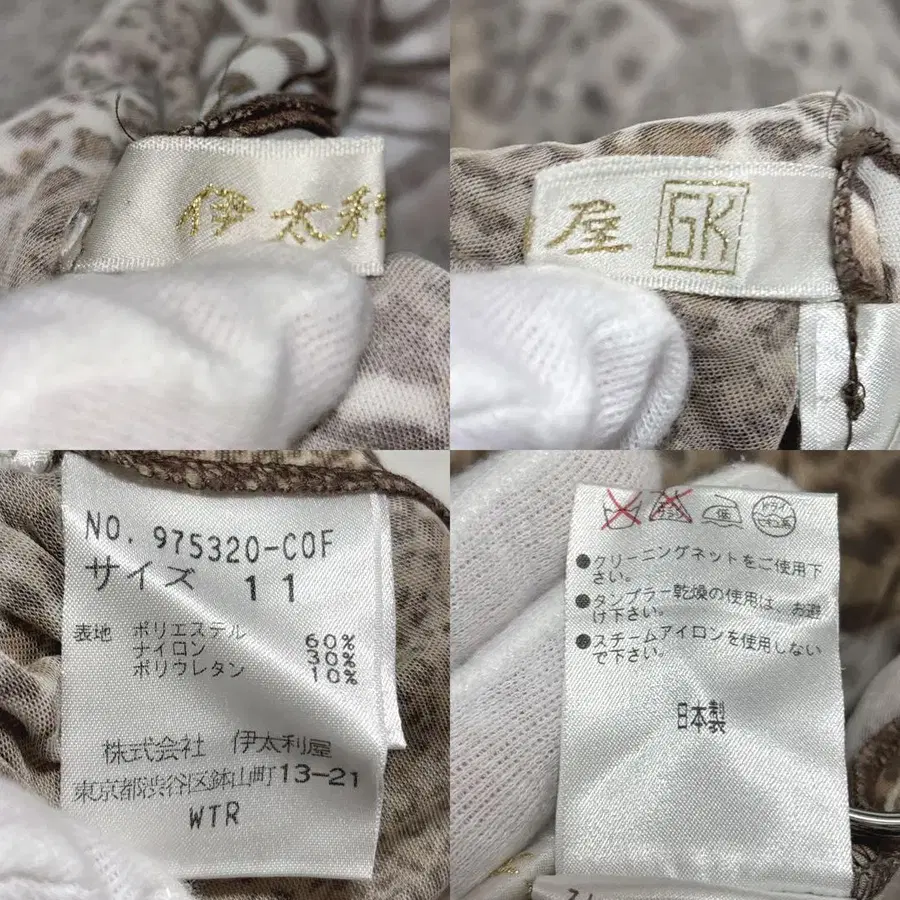 伊太利
屋 GK
NO. 975320-COF
サイズ 11
表地 ポリエステル 60%
ナイロン 30%
ポリウレタン 10%
株式会社 伊太利屋
東京都渋谷区鉢山町13-21
WTR
低 ドライ
●クリーニングネットをご使用下
さい。
●タンブラー乾燥の使用は、お避
け下さい。
●スチームアイロンを使用しない
で下さい。
日本製